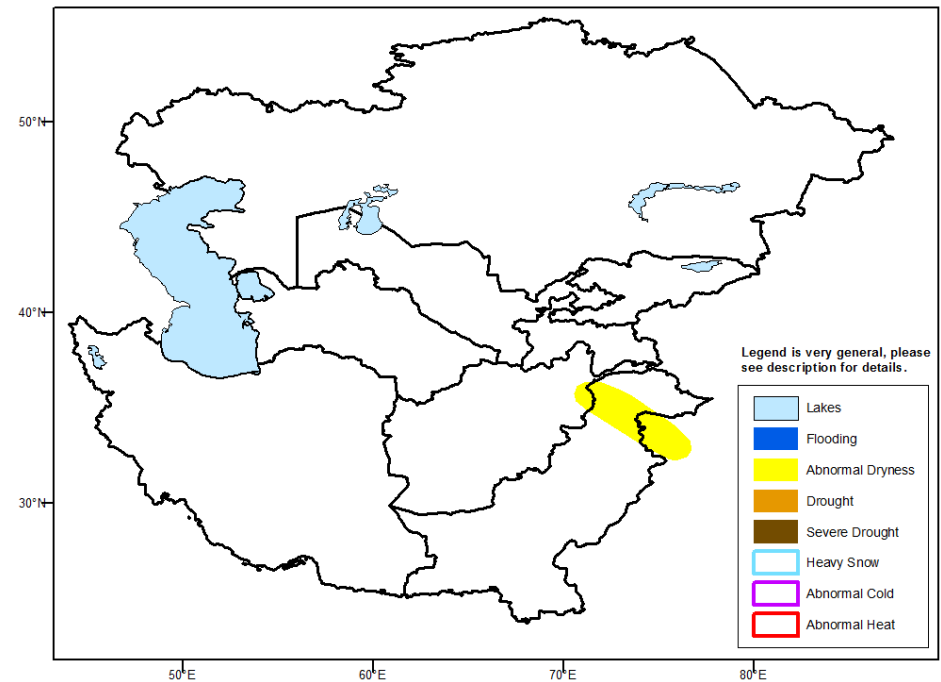 50°N
40°N
30°N
Legend is very general, please
see description for details.
Lakes
Flooding
Abnormal Dryness
Drought
Severe Drought
Heavy Snow
Abnormal Cold
Abnormal Heat
50°E 60°E 70°E 80°E